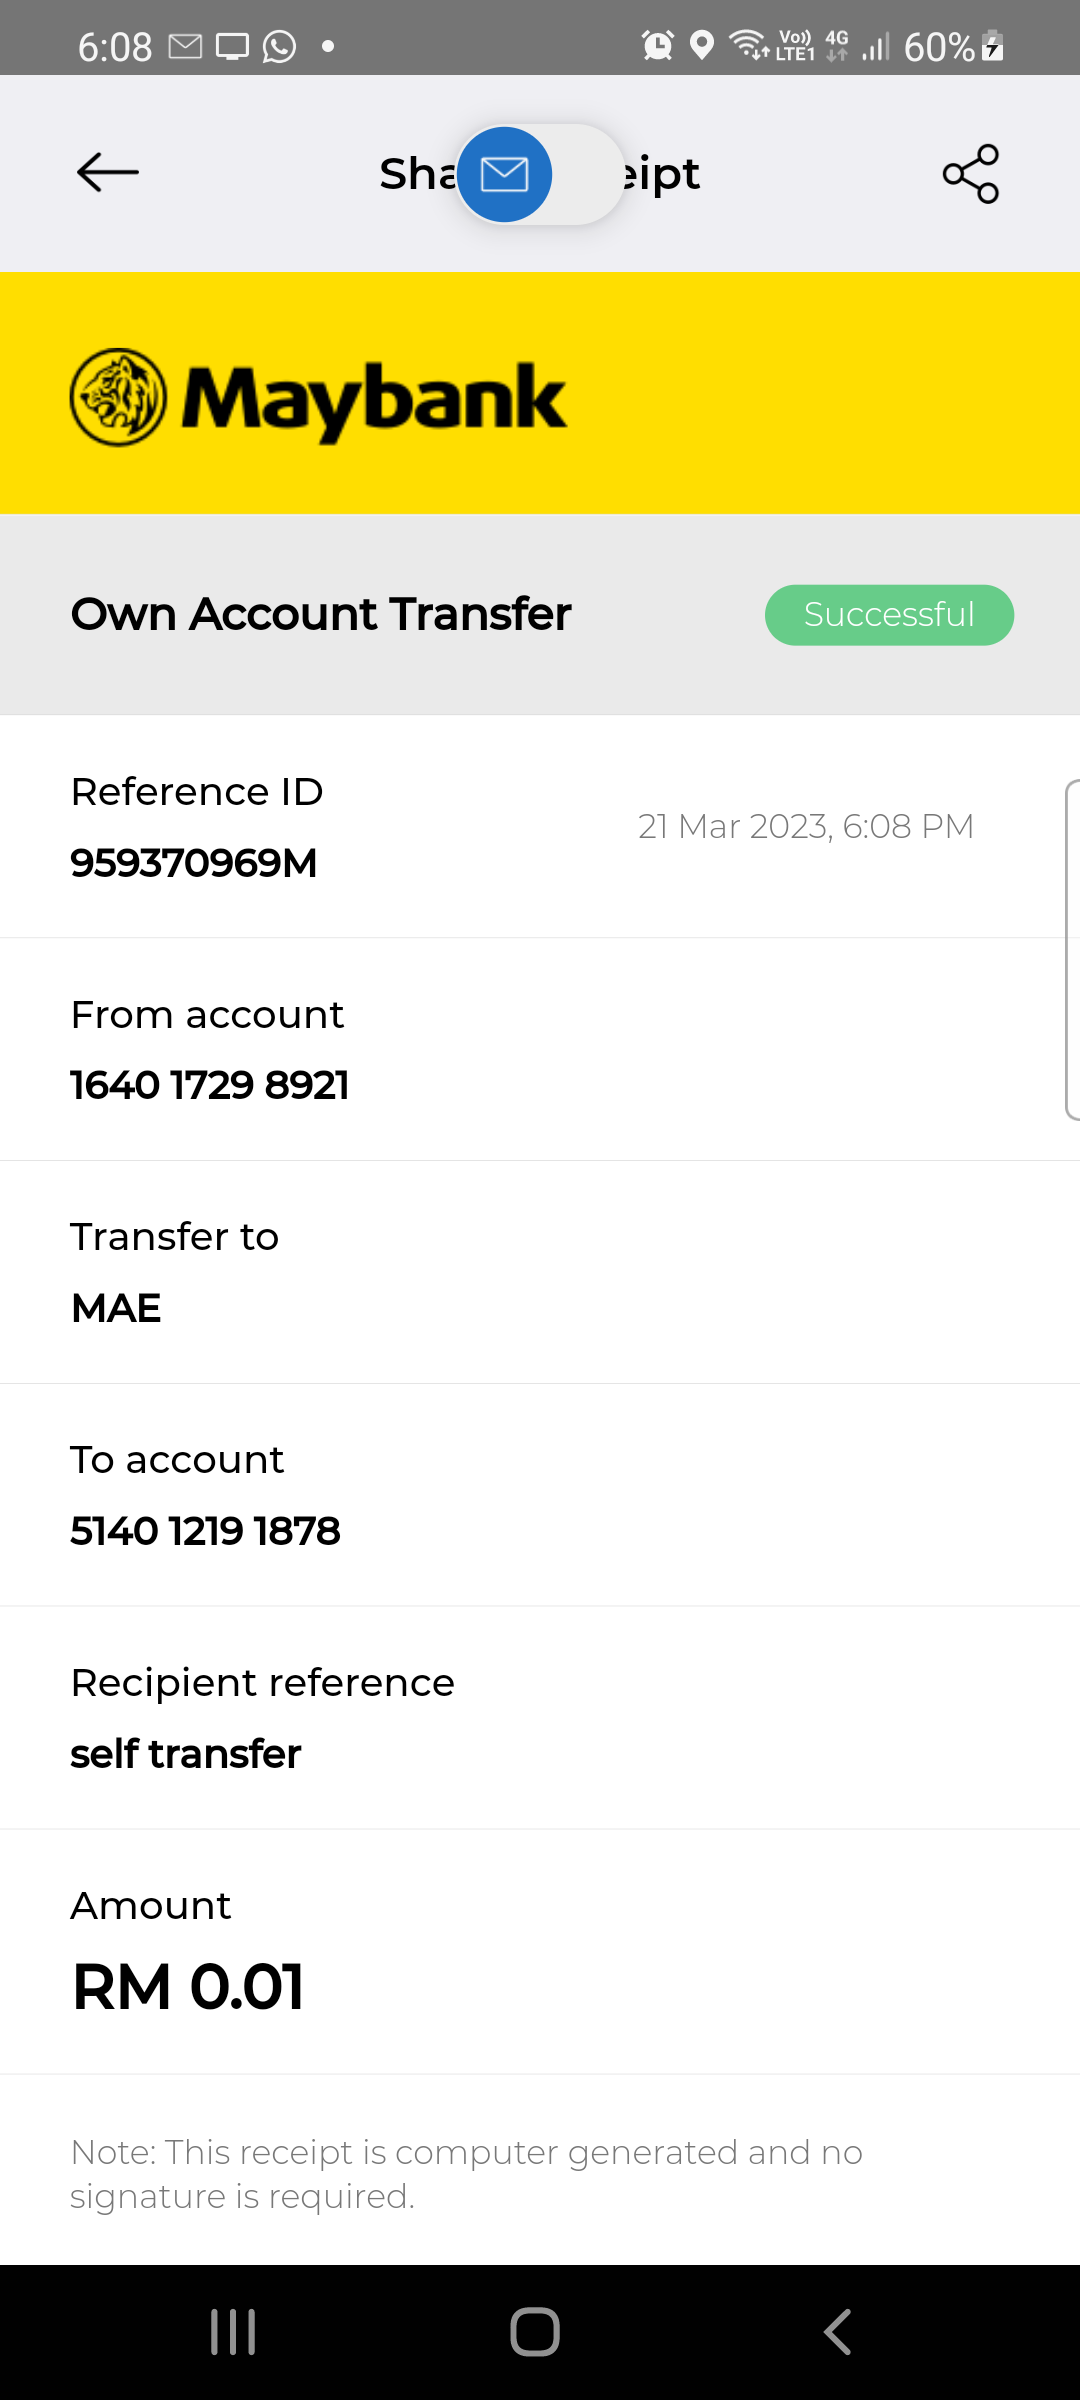 6:08 Vo)) LTE1 4G 60%
Sha eipt
Maybank
Own Account Transfer Successful
Reference ID
21 Mar 2023, 6:08 PM
959370969M
From account
1640 1729 8921
Transfer to
MAE
To account
5140 1219 1878
Recipient reference
self transfer
Amount
RM 0.01
Note: This receipt is computer generated and no
signature is required.